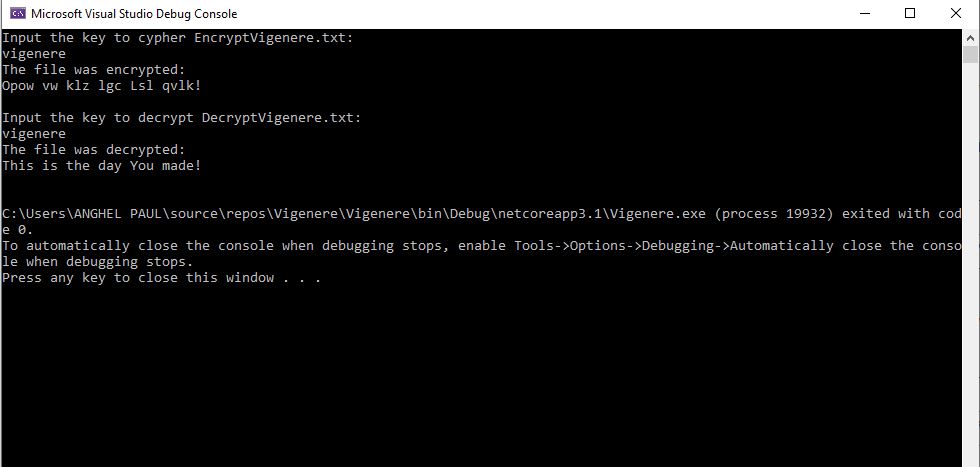 Microsoft Visual Studio Debug Console
Input the key to cypher EncryptVigenere.txt:
vigenere
The file was encrypted:
Opow vw klz lgc Lsl qvlk!
Input the key to decrypt DecryptVigenere.txt:
vigenere
The file was decrypted:
This is the day You made!
C:\Users\ANGHEL PAUL\source\repos\Vigenere\Vigenere\bin\Debug\netcoreapp3.1\Vigenere.exe (process 19932) exited with cod
e 0.
To automatically close the console when debugging stops, enable Tools->Options->Debugging->Automatically close the conso
le when debugging stops.
Press any key to close this window . . .